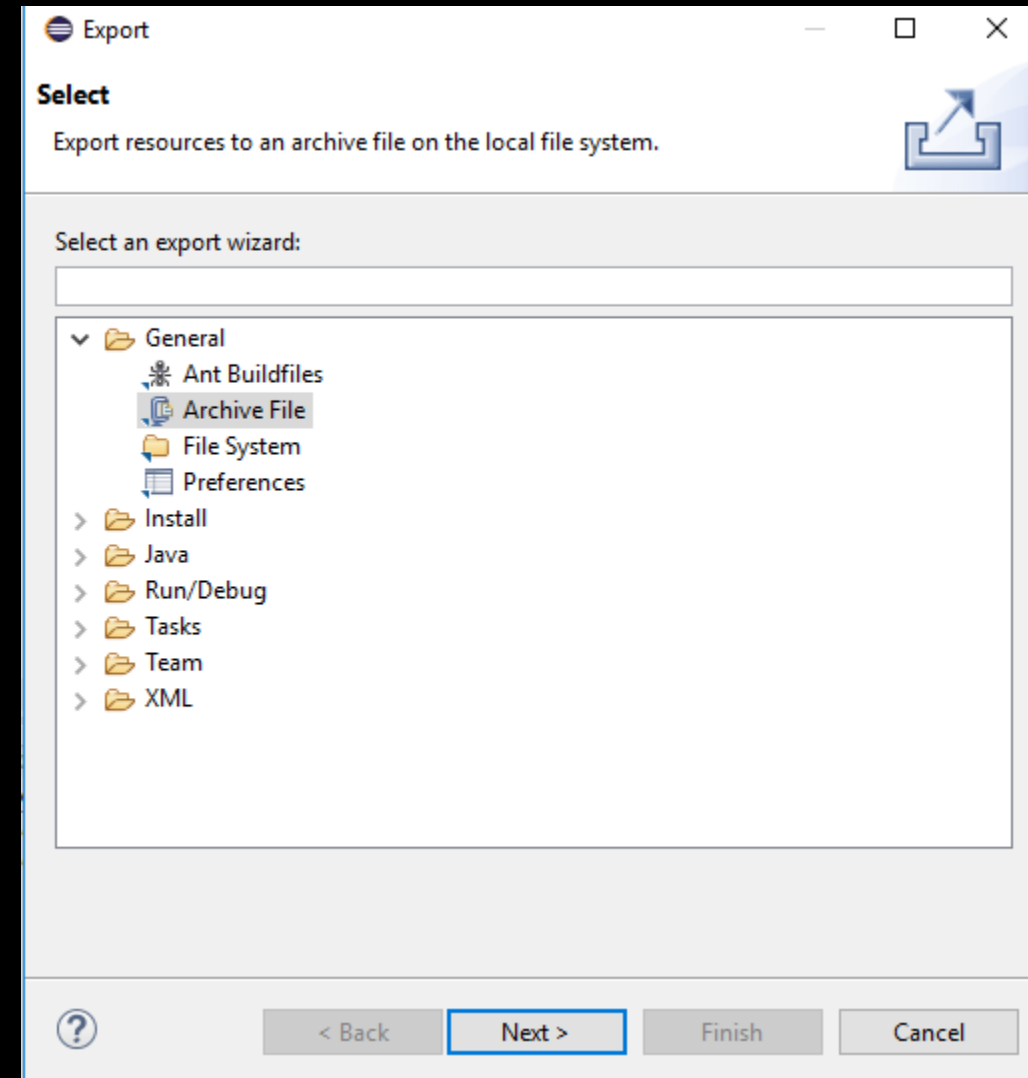 Export
Select
Export resources to an archive file on the local file system.
Select an export wizard:
General
Ant Buildfiles
Archive File
File System
Preferences
Install
Java
Run/Debug
Tasks
Team
XML
?
< Back
Next >
Finish
Cancel